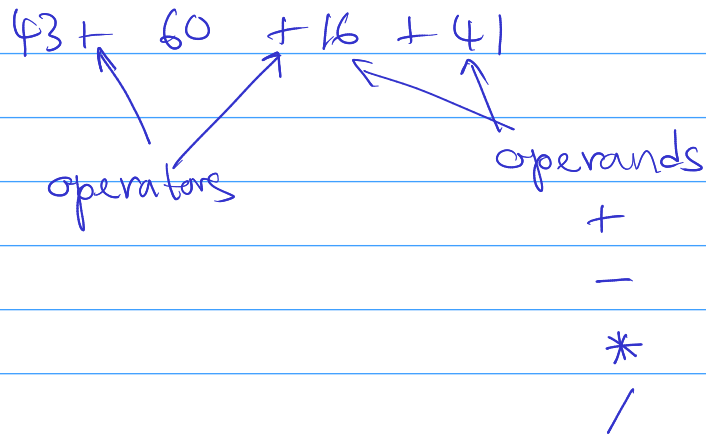 43 + 60 + 16 + 41
operators
operands
+
-
*
/